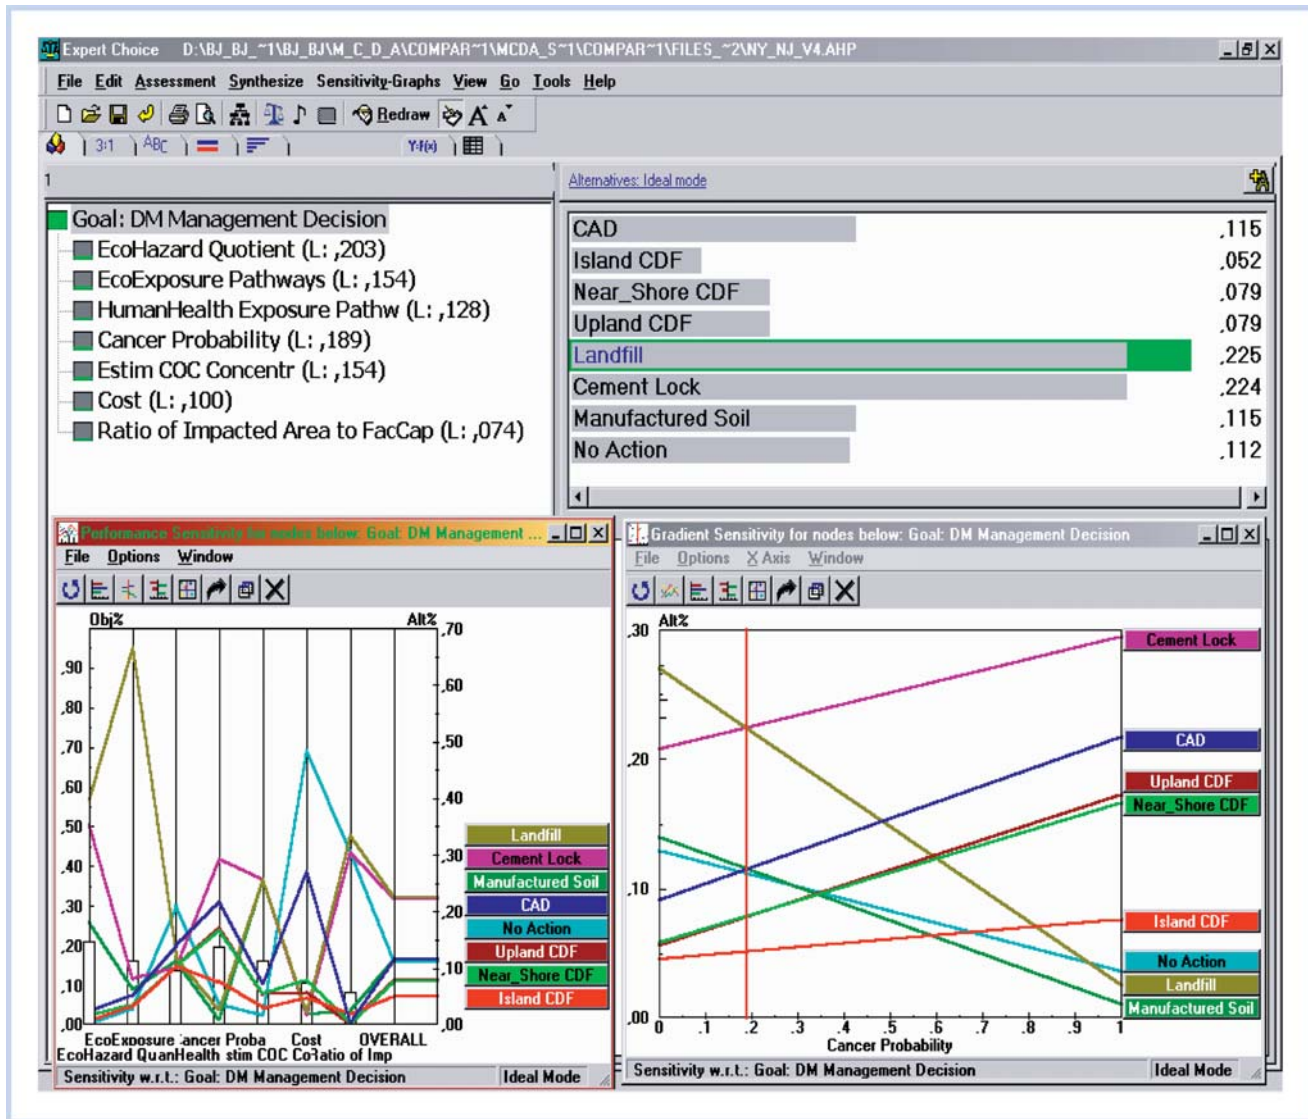 Expert Choice D:\BJ_BJ_~1\BJ_BJ\M_C_D_A\COMPAR~1\MCDA_S~1\COMPAR~1\FILES_~2\NY_NJ_V4.AHP
File Edit Assessment Synthesize Sensitivity-Graphs View Go Tools Help
Redraw A A
3:1 ABC Y:F(x)
1
Alternatives: Ideal mode
Goal: DM Management Decision
EcoHazard Quotient (L: ,203)
EcoExposure Pathways (L: ,154)
HumanHealth Exposure Pathw (L: ,128)
Cancer Probability (L: ,189)
Estim COC Concentr (L: ,154)
Cost (L: ,100)
Ratio of Impacted Area to FacCap (L: ,074)
CAD ,115
Island CDF ,052
Near_Shore CDF ,079
Upland CDF ,079
Landfill ,225
Cement Lock ,224
Manufactured Soil ,115
No Action ,112
Performance Sensitivity for nodes below: Goal: DM Management ...
File Options Window
Obj% Alt%
,90
,80
,70
,60
,50
,40
,30
,20
,10
,00
,70
,60
,50
,40
,30
,20
,10
,00
Landfill
Cement Lock
Manufactured Soil
CAD
No Action
Upland CDF
Near_Shore CDF
Island CDF
EcoExposure Cancer Proba Cost OVERALL
EcoHazard QuanHealth stim COC CoRatio of Imp
Sensitivity w.r.t.: Goal: DM Management Decision Ideal Mode
Gradient Sensitivity for nodes below: Goal: DM Management Decision
File Options X Axis Window
Alt%
,30
,20
,10
,00
Cement Lock
CAD
Upland CDF
Near_Shore CDF
Island CDF
No Action
Landfill
Manufactured Soil
0 .1 .2 .3 .4 .5 .6 .7 .8 .9 1
Cancer Probability
Sensitivity w.r.t.: Goal: DM Management Decision Ideal Mode